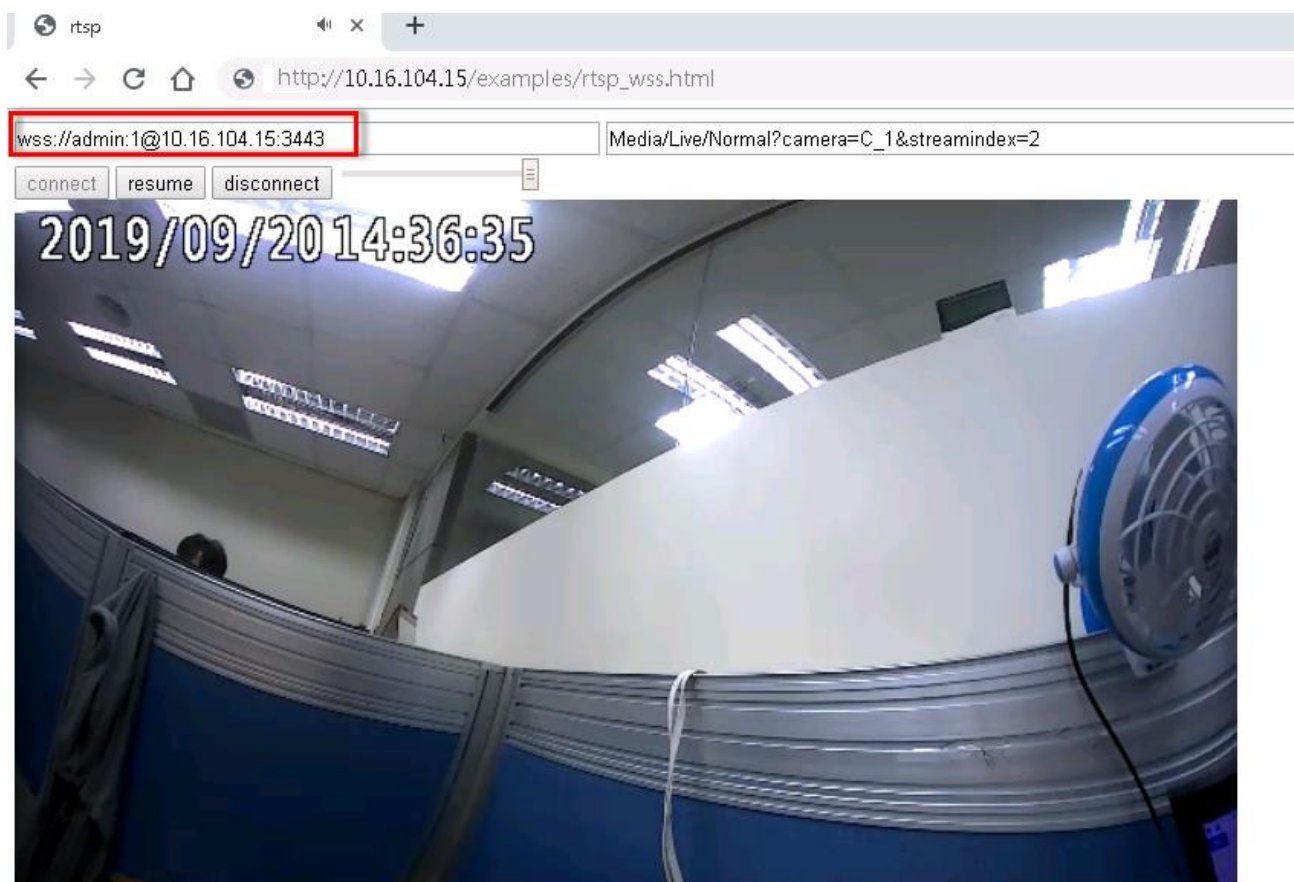 rtsp
http://10.16.104.15/examples/rtsp_wss.html
wss://admin:1@10.16.104.15:3443 Media/Live/Normal?camera=C_1&streamindex=2
connect resume disconnect
2019/09/20 14:36:35